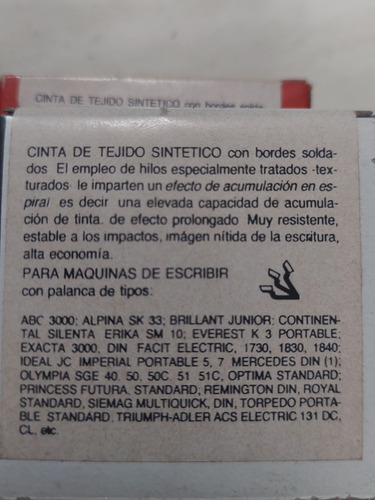 CINTA DE TEJIDO SINTETICO con bordes solda-
CINTA DE TEJIDO SINTETICO con bordes solda-
dos El empleo de hilos especialmente tratados -tex-
turados- le imparten un efecto de acumulación en es-
piral es decir una elevada capacidad de acumula-
ción de tinta. de efecto prolongado Muy resistente,
estable a los impactos, imágen nítida de la escritura,
alta economía.
PARA MAQUINAS DE ESCRIBIR
con palanca de tipos:
ABC 3000; ALPINA SK 33; BRILLANT JUNIOR; CONTINEN-
TAL SILENTA ERIKA SM 10; EVEREST K 3 PORTABLE;
EXACTA 3000, DIN FACIT ELECTRIC, 1730, 1830, 1840;
IDEAL JC IMPERIAL PORTABLE 5, 7 MERCEDES DIN (1);
OLYMPIA SGE 40. 50, 50C 51 51C, OPTIMA STANDARD;
PRINCESS FUTURA, STANDARD; REMINGTON DIN, ROYAL
STANDARD, SIEMAG MULTIQUICK, DIN, TORPEDO PORTA-
BLE STANDARD, TRIUMPH-ADLER ACS ELECTRIC 131 DC,
CL. etc.